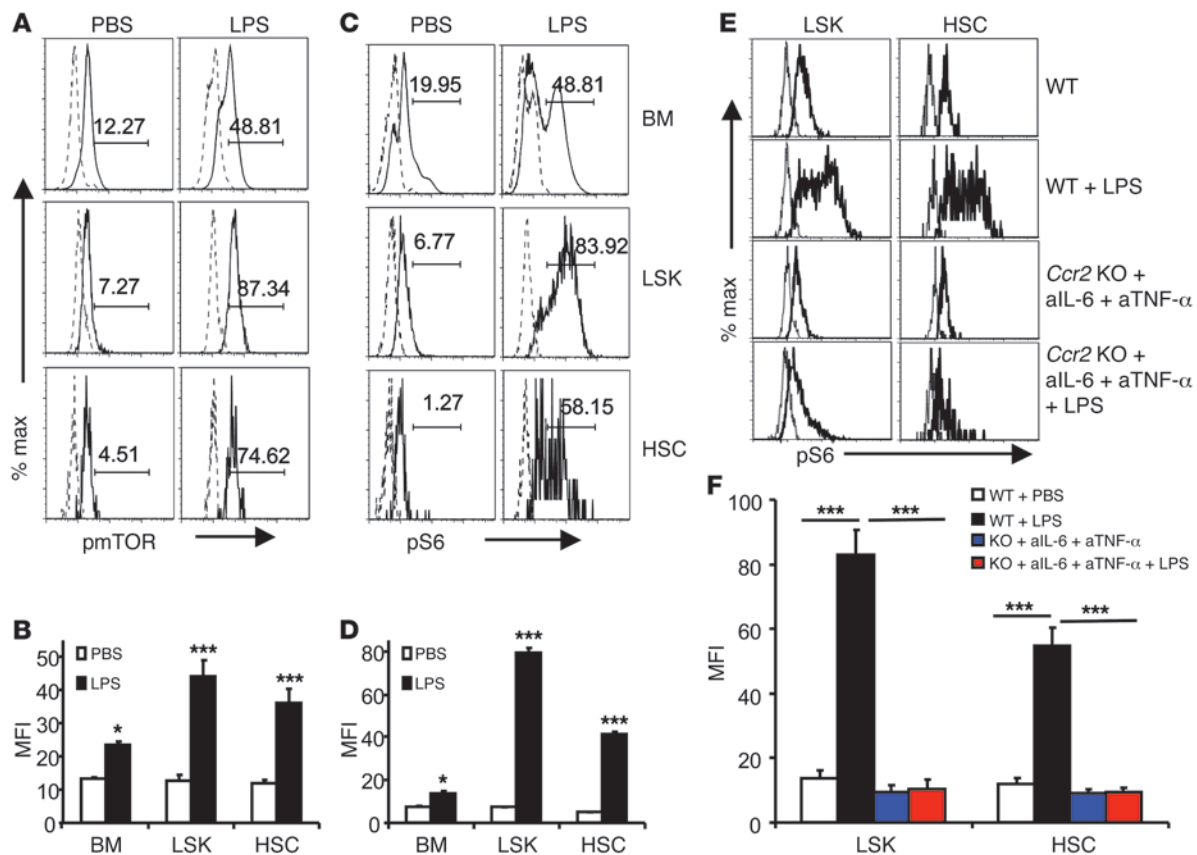 A
PBS
LPS
12.27
48.81
7.27
87.34
4.51
74.62
% max
pmTOR
C
PBS
LPS
19.95
48.81
BM
6.77
83.92
LSK
1.27
58.15
HSC
pS6
E
LSK
HSC
WT
WT + LPS
Ccr2 KO +
aIL-6 + aTNF-α
Ccr2 KO +
aIL-6 + aTNF-α
+ LPS
% max
pS6
B
MFI
50
40
30
20
10
0
PBS
LPS
*
***
***
BM
LSK
HSC
D
MFI
80
60
40
20
0
PBS
LPS
*
***
***
BM
LSK
HSC
F
MFI
100
80
60
40
20
0
WT + PBS
WT + LPS
KO + aIL-6 + aTNF-α
KO + aIL-6 + aTNF-α + LPS
***
***
***
***
LSK
HSC